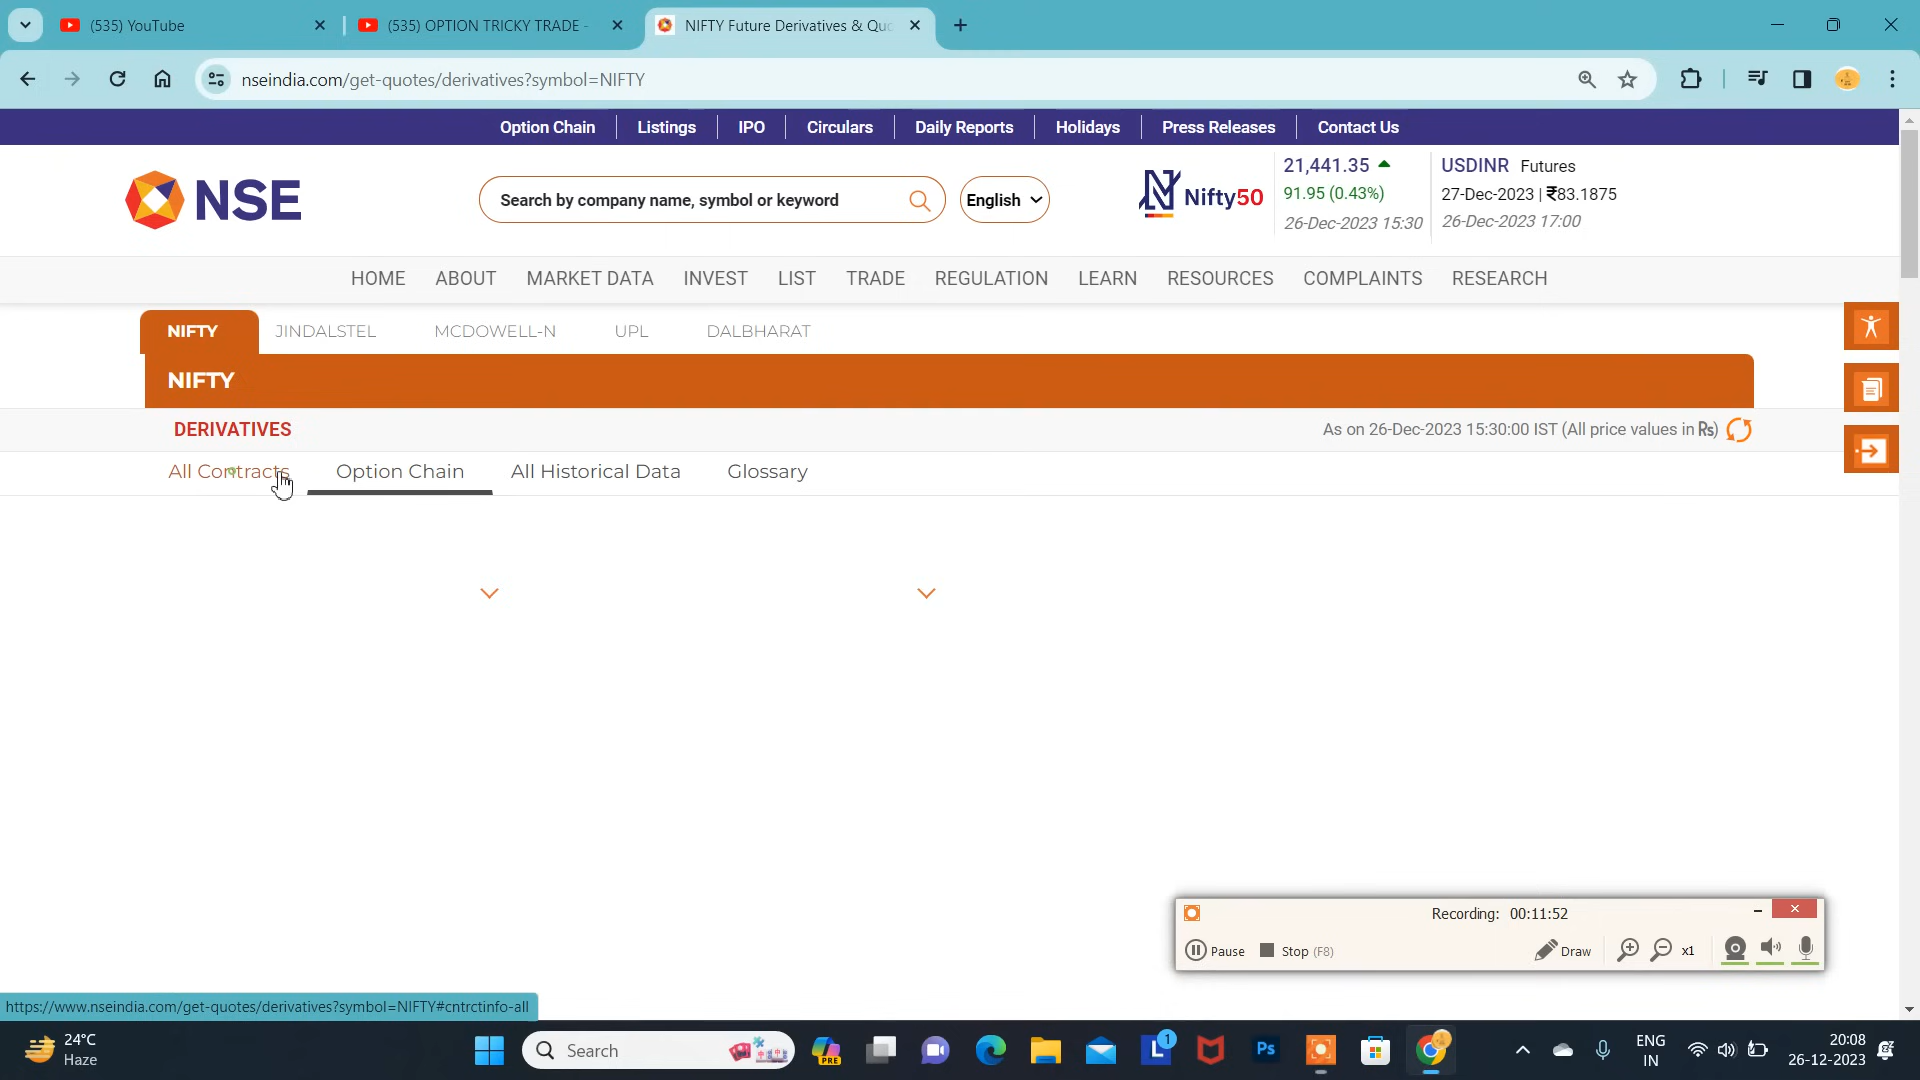 (535) YouTube
(535) OPTION TRICKY TRADE -
NIFTY Future Derivatives & Quo
nseindia.com/get-quotes/derivatives?symbol=NIFTY
Option Chain
Listings
IPO
Circulars
Daily Reports
Holidays
Press Releases
Contact Us
NSE
Search by company name, symbol or keyword
English
Nifty50
21,441.35
91.95 (0.43%)
26-Dec-2023 15:30
USDINR Futures
27-Dec-2023 | ₹83.1875
26-Dec-2023 17:00
HOME
ABOUT
MARKET DATA
INVEST
LIST
TRADE
REGULATION
LEARN
RESOURCES
COMPLAINTS
RESEARCH
NIFTY
JINDALSTEL
MCDOWELL-N
UPL
DALBHARAT
NIFTY
DERIVATIVES
As on 26-Dec-2023 15:30:00 IST (All price values in Rs)
All Contracts
Option Chain
All Historical Data
Glossary
Recording: 00:11:52
Pause
Stop (F8)
Draw
x1
https://www.nseindia.com/get-quotes/derivatives?symbol=NIFTY#cntrctinfo-all
24°C
Haze
Search
PRE
L
1
Ps
ENG
IN
20:08
26-12-2023